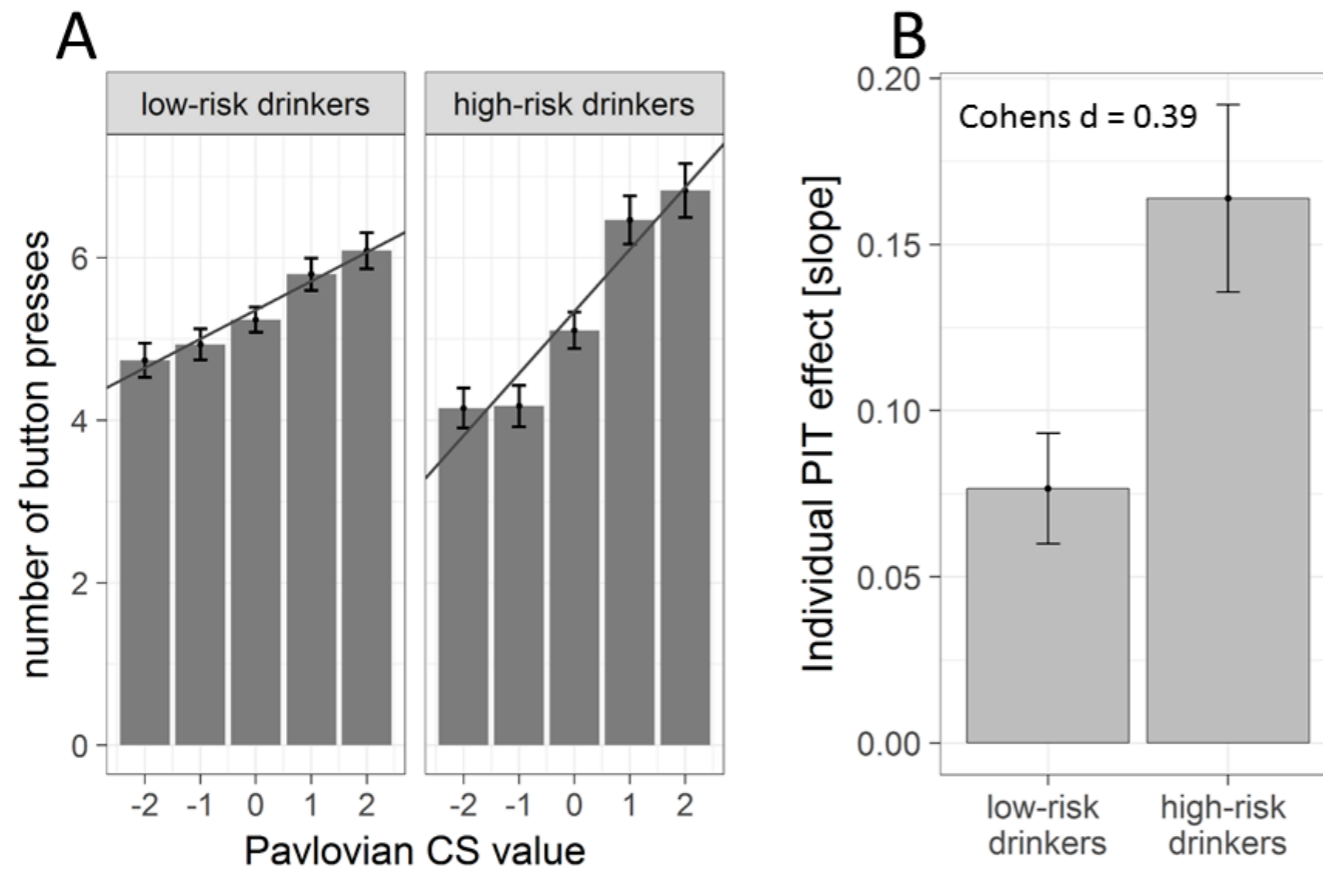 A
low-risk drinkers
high-risk drinkers
number of button presses
6
4
2
0
-2 -1 0 1 2
-2 -1 0 1 2
Pavlovian CS value
B
Cohens d = 0.39
Individual PIT effect [slope]
0.20
0.15
0.10
0.05
0.00
low-risk
drinkers
high-risk
drinkers